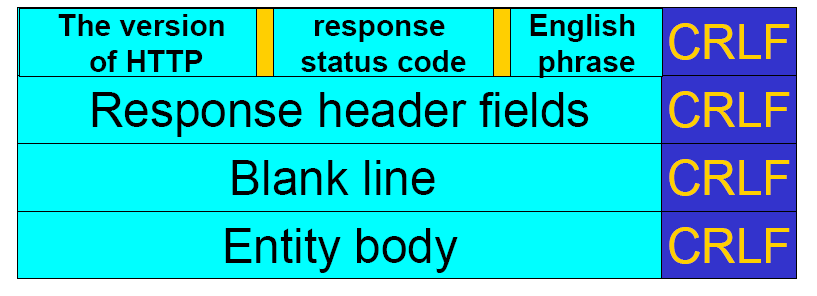 The version of HTTP response status code English phrase CRLF
Response header fields CRLF
Blank line CRLF
Entity body CRLF